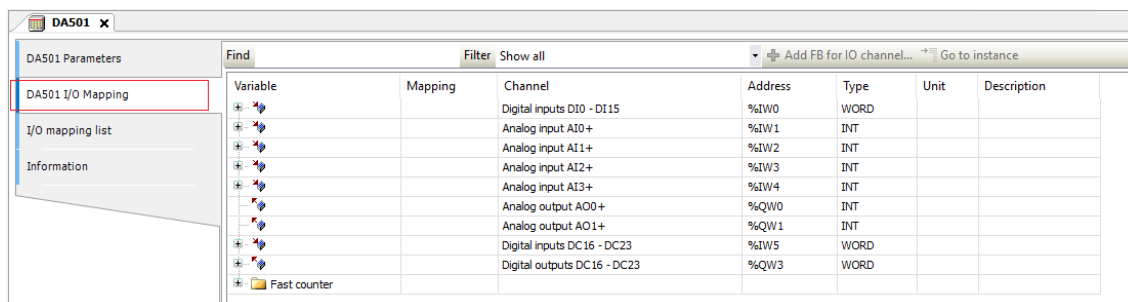 DA501 X
DA501 Parameters
DA501 I/O Mapping
I/O mapping list
Information
Find Filter Show all Add FB for IO channel... Go to instance
Variable Mapping Channel Address Type Unit Description
Digital inputs DI0 - DI15 %IW0 WORD
Analog input AI0+ %IW1 INT
Analog input AI1+ %IW2 INT
Analog input AI2+ %IW3 INT
Analog input AI3+ %IW4 INT
Analog output AO0+ %QW0 INT
Analog output AO1+ %QW1 INT
Digital inputs DC16 - DC23 %IW5 WORD
Digital outputs DC16 - DC23 %QW3 WORD
Fast counter